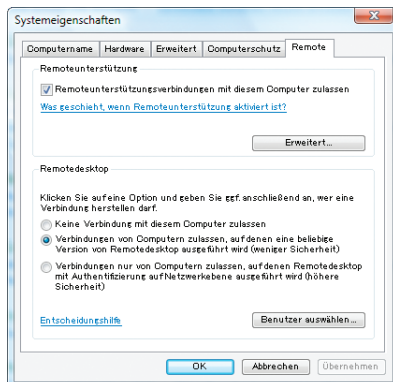 Systemeigenschaften
Computername Hardware Erweitert Computerschutz Remote
Remoteunterstützung
Remoteunterstützungsverbindungen mit diesem Computer zulassen
Was geschieht, wenn Remoteunterstützung aktiviert ist?
Erweitert...
Remotedesktop
Klicken Sie auf eine Option und geben Sie ggf. anschließend an, wer eine
Verbindung herstellen darf.
Keine Verbindung mit diesem Computer zulassen
Verbindungen von Computern zulassen, auf denen eine beliebige
Version von Remotedesktop ausgeführt wird (weniger Sicherheit)
Verbindungen nur von Computern zulassen, auf denen Remotedesktop
mit Authentifizierung auf Netzwerkebene ausgeführt wird (höhere
Sicherheit)
Entscheidungshilfe
Benutzer auswählen...
OK Abbrechen Übernehmen